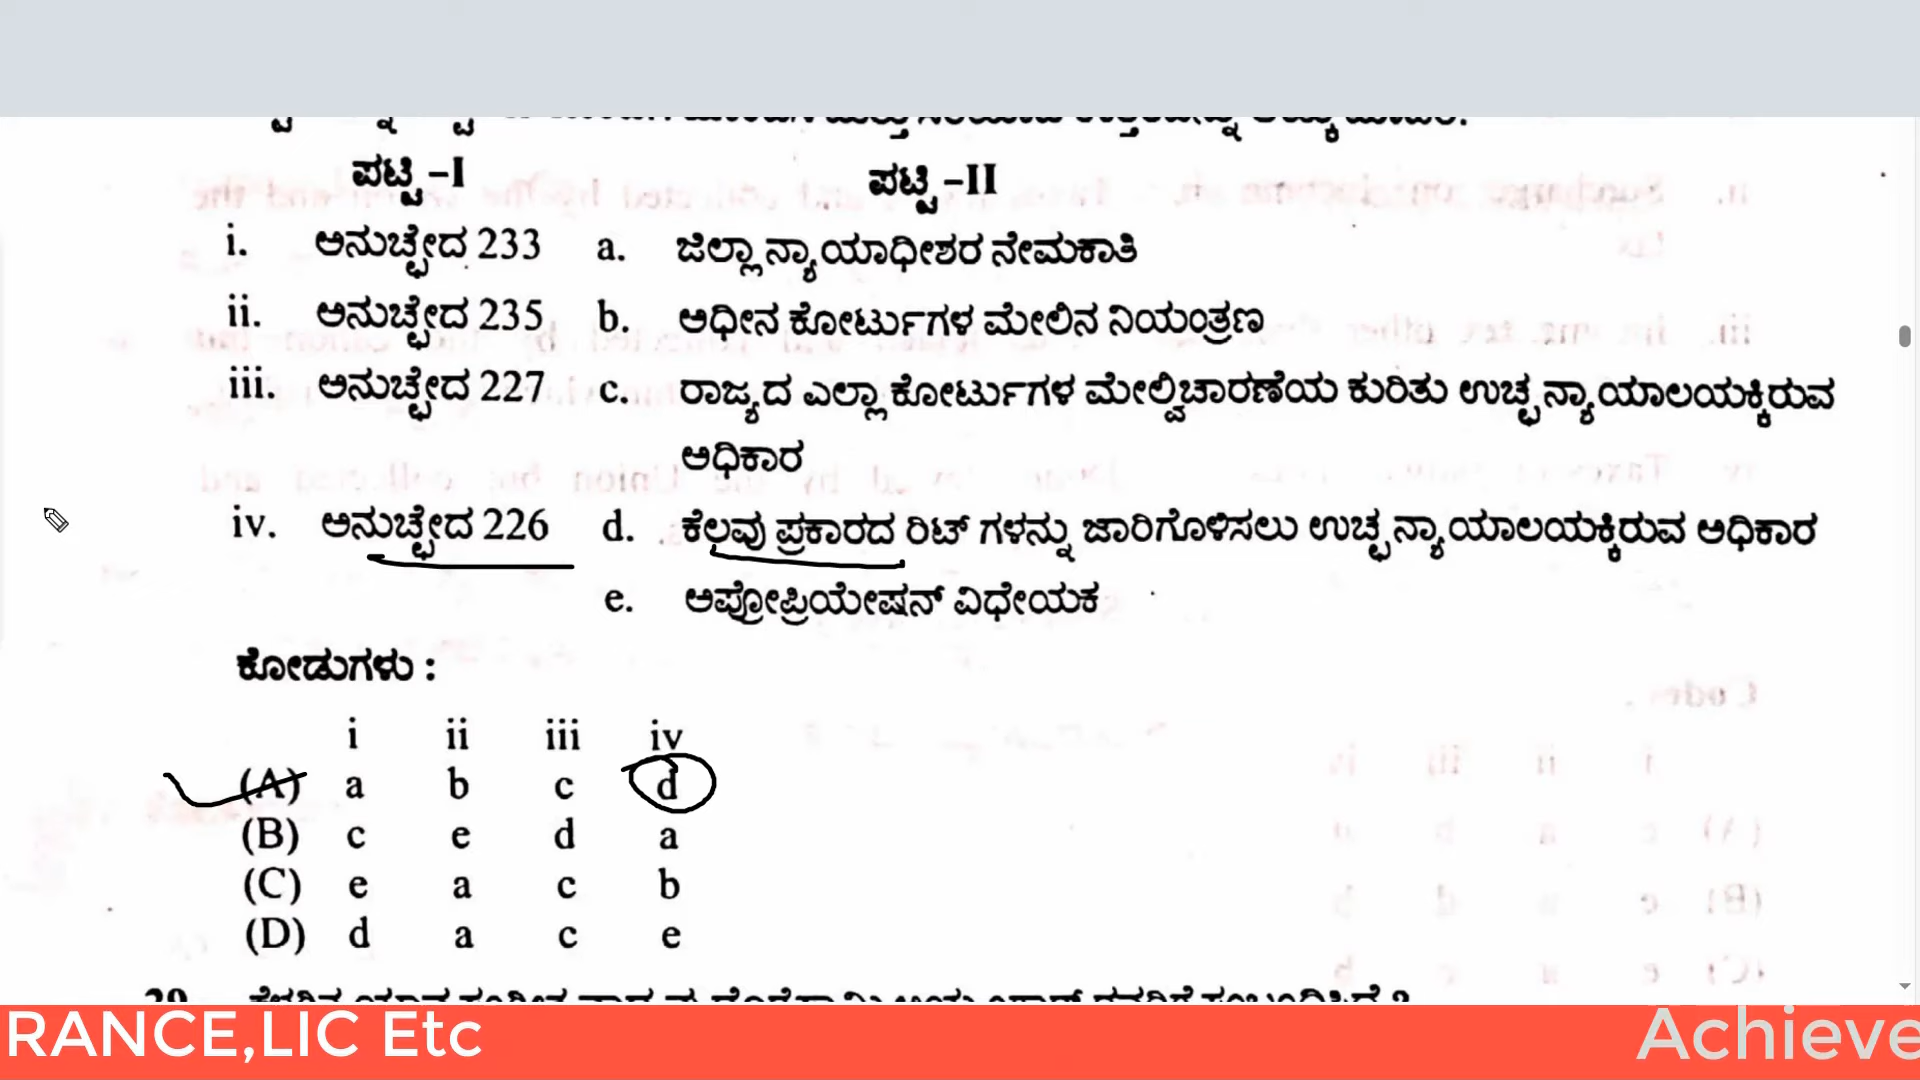 ಪಟ್ಟಿ -I ಪಟ್ಟಿ -II
i. ಅನುಚ್ಛೇದ 233 a. ಜಿಲ್ಲಾ ನ್ಯಾಯಾಧೀಶರ ನೇಮಕಾತಿ
ii. ಅನುಚ್ಛೇದ 235 b. ಅಧೀನ ಕೋರ್ಟುಗಳ ಮೇಲಿನ ನಿಯಂತ್ರಣ
iii. ಅನುಚ್ಛೇದ 227 c. ರಾಜ್ಯದ ಎಲ್ಲಾ ಕೋರ್ಟುಗಳ ಮೇಲ್ವಿಚಾರಣೆಯ ಕುರಿತು ಉಚ್ಛನ್ಯಾಯಾಲಯಕ್ಕಿರುವ
ಅಧಿಕಾರ
iv. ಅನುಚ್ಛೇದ 226 d. ಕೆಲವು ಪ್ರಕಾರದ ರಿಟ್ ಗಳನ್ನು ಜಾರಿಗೊಳಿಸಲು ಉಚ್ಛನ್ಯಾಯಾಲಯಕ್ಕಿರುವ ಅಧಿಕಾರ
e. ಅಪ್ರೋಪ್ರಿಯೇಷನ್ ವಿಧೇಯಕ
ಕೋಡುಗಳು :
i ii iii iv
(A) a b c d
(B) c e d a
(C) e a c b
(D) d a c e
RANCE,LIC Etc Achieve